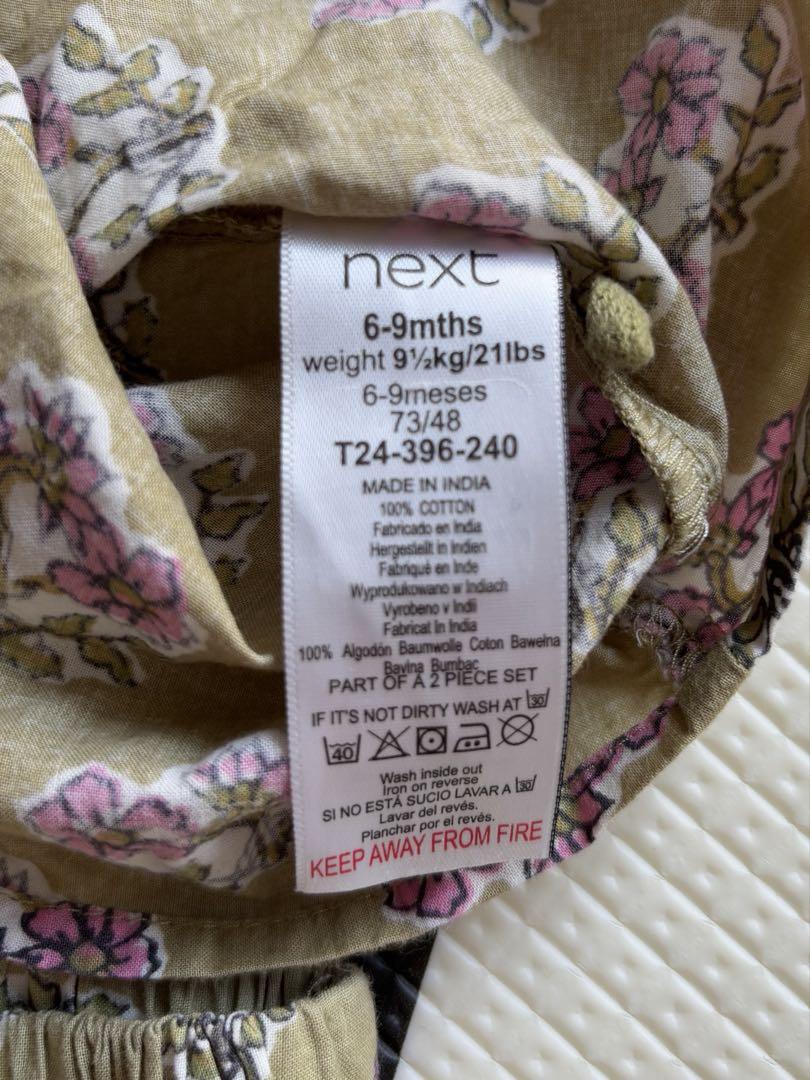 next
6-9mths
weight 9½kg/21lbs
6-9meses
73/48
T24-396-240
MADE IN INDIA
100% COTTON
Fabricado en India
Hergestellt in Indien
Fabriqué en Inde
Wyprodukowano w Indiach
Vyrobeno v Indii
Fabricat In India
100% Algodón Baumwolle Coton Bawełna
Bavlna Bumbac
PART OF A 2 PIECE SET
IF IT'S NOT DIRTY WASH AT 30
40
Wash inside out
Iron on reverse
SI NO ESTÁ SUCIO LAVAR A 30
Lavar del revés.
Planchar por el revés.
KEEP AWAY FROM FIRE